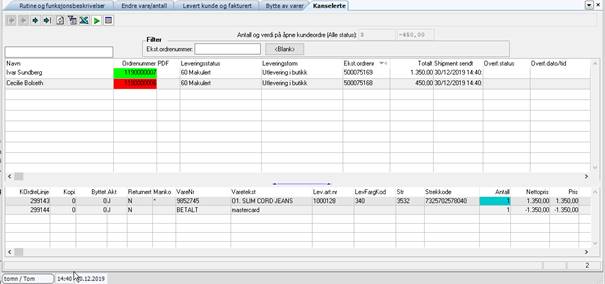 Rutine og funksjonsbeskrivelser Endre vare/antall Levert kunde og fakturert Bytte av varer Kanselerte
Antall og verdi på åpne kundeordre (Alle status): 3 -450,00
Filter
Ekst.ordrenummer: <Blank>
Navn Ordrenummer PDF Leveringsstatus Leveringsform Ekst.ordrenr Totalt Shipment sendt Overf.status Overf.dato/tid
Ivar Sundberg 1190000007 60 Makulert Utlevering i butikk 500075169 1.350,00 30/12/2019 14:40:
Cecilie Bolseth 60 Makulert Utlevering i butikk 500075168 450,00 30/12/2019 14:40:
KOrdreLinje Kopi Byttet Akt Returnert Manko VareNr Varetekst Lev.art.nr LevFargKod Str Strekkode Antall Nettopris Pris
299143 0 0 J N * 9852745 01. SLIM CORD JEANS 1000128 340 3532 7325702578040 1 1.350,00 1.350,00
299144 0 0 J N BETALT mastercard 1 -1.350,00 -1.350,00
2
tomn / Tom 14:40 30.12.2019